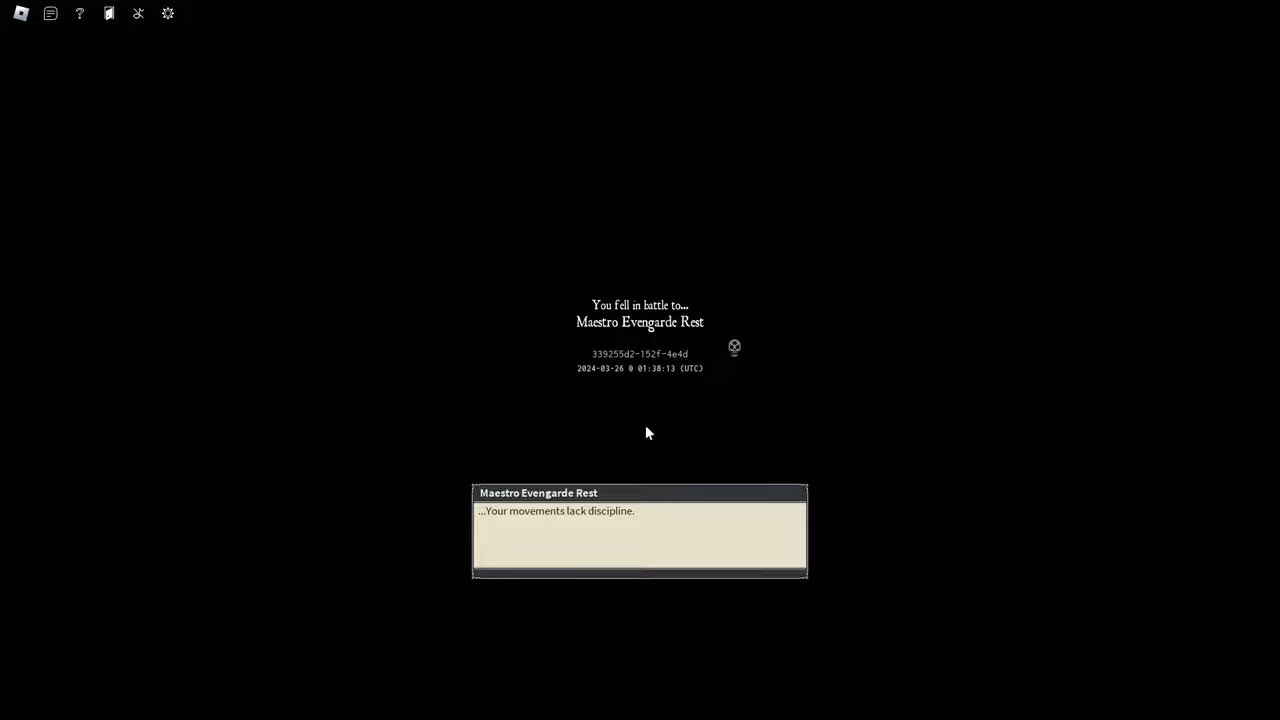 You fell in battle to...
Maestro Evengarde Rest
339255d2-152f-4e4d
2024-03-26 @ 01:38:13 (UTC)
Maestro Evengarde Rest
...Your movements lack discipline.